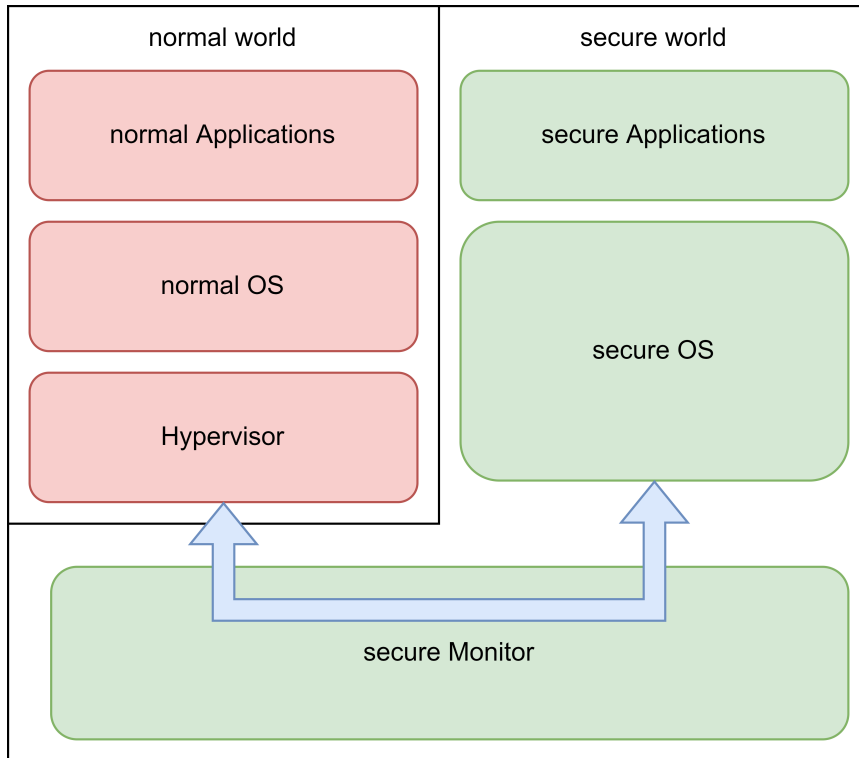 normal world
secure world
normal Applications
secure Applications
normal OS
secure OS
Hypervisor
secure Monitor